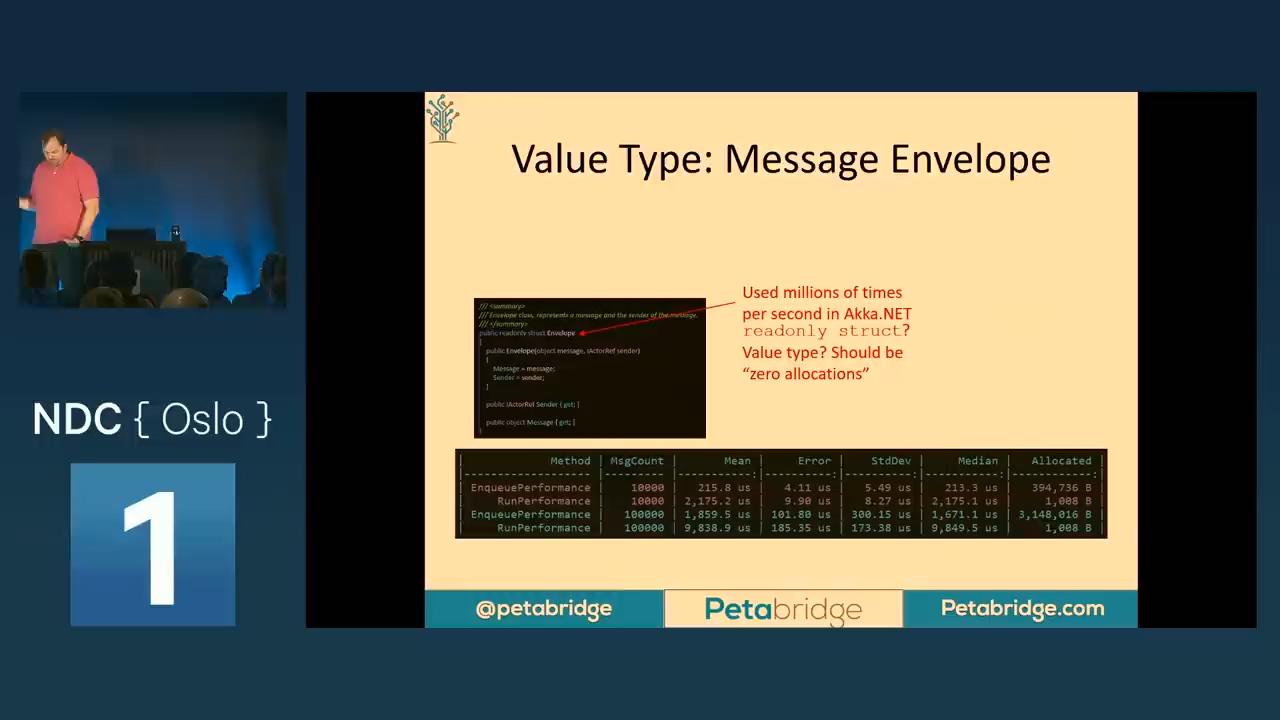 Value Type: Message Envelope
Used millions of times
per second in Akka.NET
readonly struct?
Value type? Should be
"zero allocations"
/// <summary>
/// Envelope class, represents a message and the sender of the message.
/// </summary>
public readonly struct Envelope
{
public Envelope(object message, IActorRef sender)
{
Message = message;
Sender = sender;
}
public IActorRef Sender { get; }
public object Message { get; }
| Method | MsgCount | Mean | Error | StdDev | Median | Allocated |
|------------------- |--------- |-----------:|----------:|----------:|-----------:|------------:|
| EnqueuePerformance | 10000 | 215.8 us | 4.11 us | 5.49 us | 213.3 us | 394,736 B |
| RunPerformance | 10000 | 2,175.2 us | 9.90 us | 8.27 us | 2,175.1 us | 1,008 B |
| EnqueuePerformance | 100000 | 1,859.5 us | 101.80 us | 300.15 us | 1,671.1 us | 3,148,016 B |
| RunPerformance | 100000 | 9,838.9 us | 185.35 us | 173.38 us | 9,849.5 us | 1,008 B |
NDC { Oslo }
1
@petabridge
Petabridge
Petabridge.com